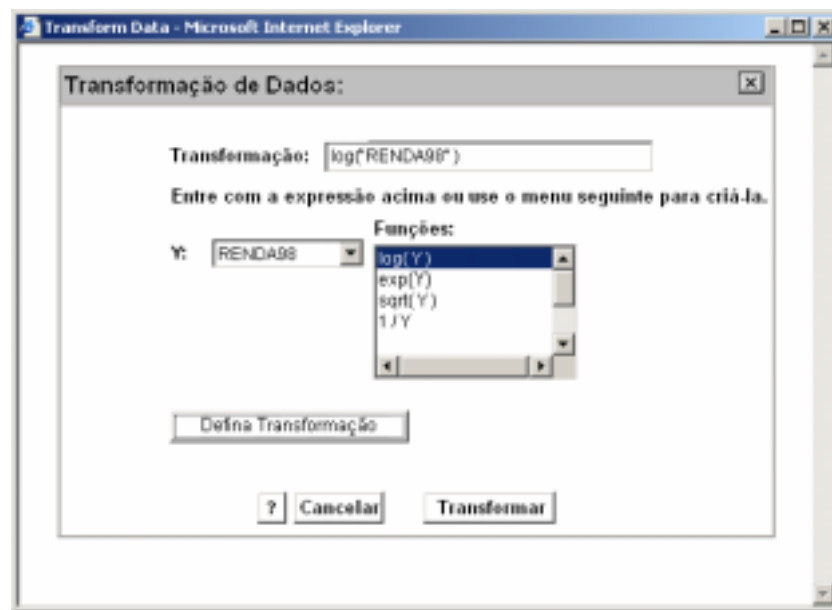 Transform Data - Microsoft Internet Explorer
Transformação de Dados:
Transformação: log("RENDA98")
Entre com a expressão acima ou use o menu seguinte para criá-la.
Funções:
Y: RENDA98
log(Y)
exp(Y)
sqrt(Y)
1 / Y
Defina Transformação
? Cancelar Transformar